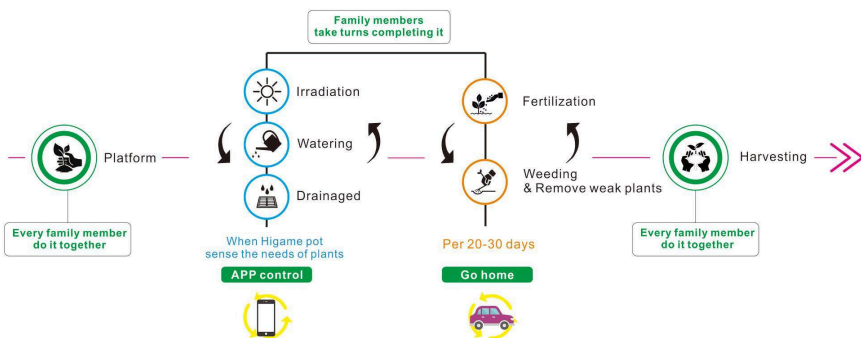 Family members
take turns completing it
Irradiation
Watering
Drainaged
Fertilization
Weeding
& Remove weak plants
Platform
Harvesting
Every family member
do it together
When Higame pot
sense the needs of plants
APP control
Per 20-30 days
Go home
Every family member
do it together